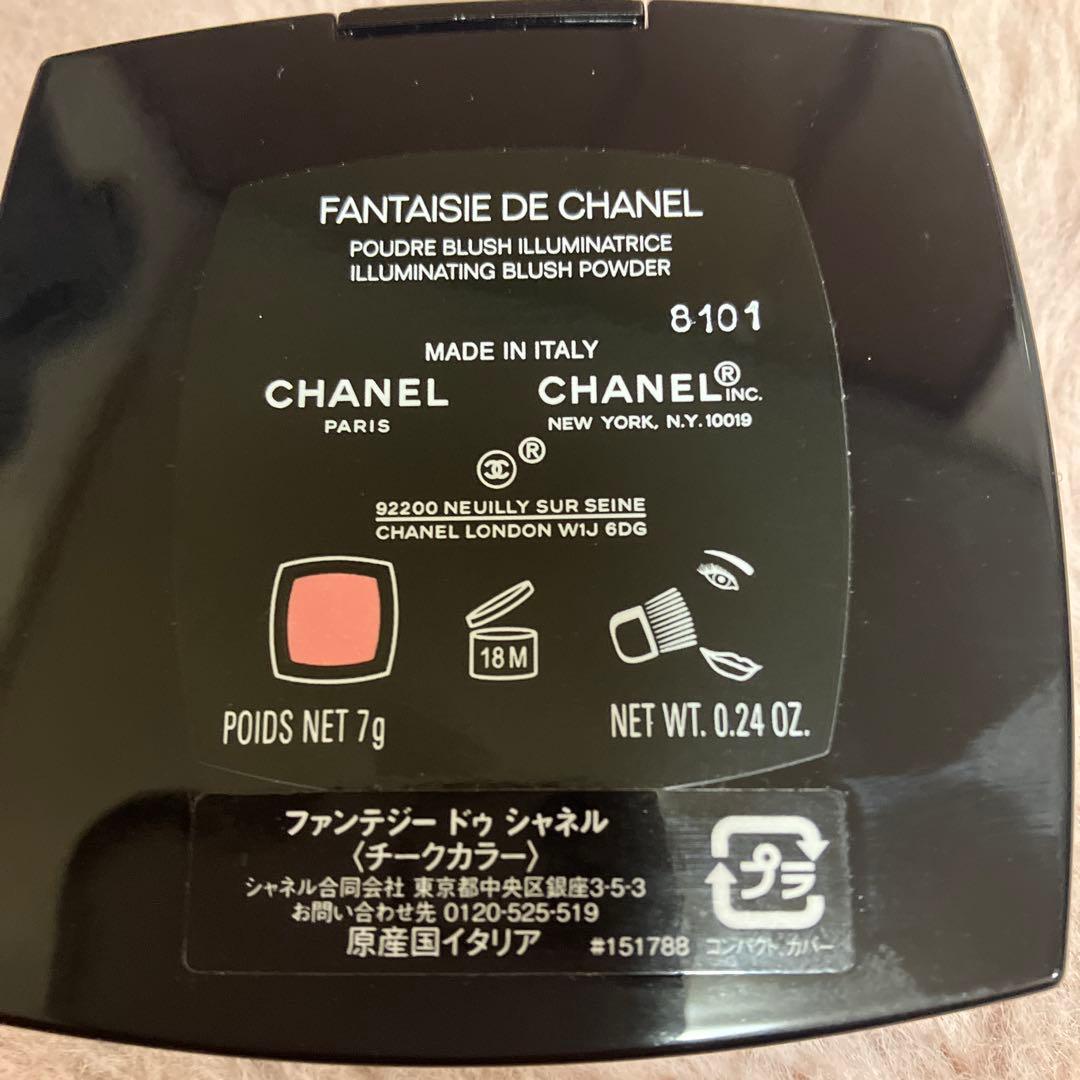 FANTAISIE DE CHANEL
POUDRE BLUSH ILLUMINATRICE
ILLUMINATING BLUSH POWDER
8101
MADE IN ITALY
CHANEL CHANEL® INC.
PARIS NEW YORK, N.Y. 10019
®
92200 NEUILLY SUR SEINE
CHANEL LONDON W1J 6DG
18M
POIDS NET 7g NET WT. 0.24 OZ.
ファンテジー ドゥ シャネル
〈チークカラー〉
シャネル合同会社 東京都中央区銀座3-5-3
お問い合わせ先 0120-525-519
原産国イタリア #151788
プラ
コンパクト、カバー